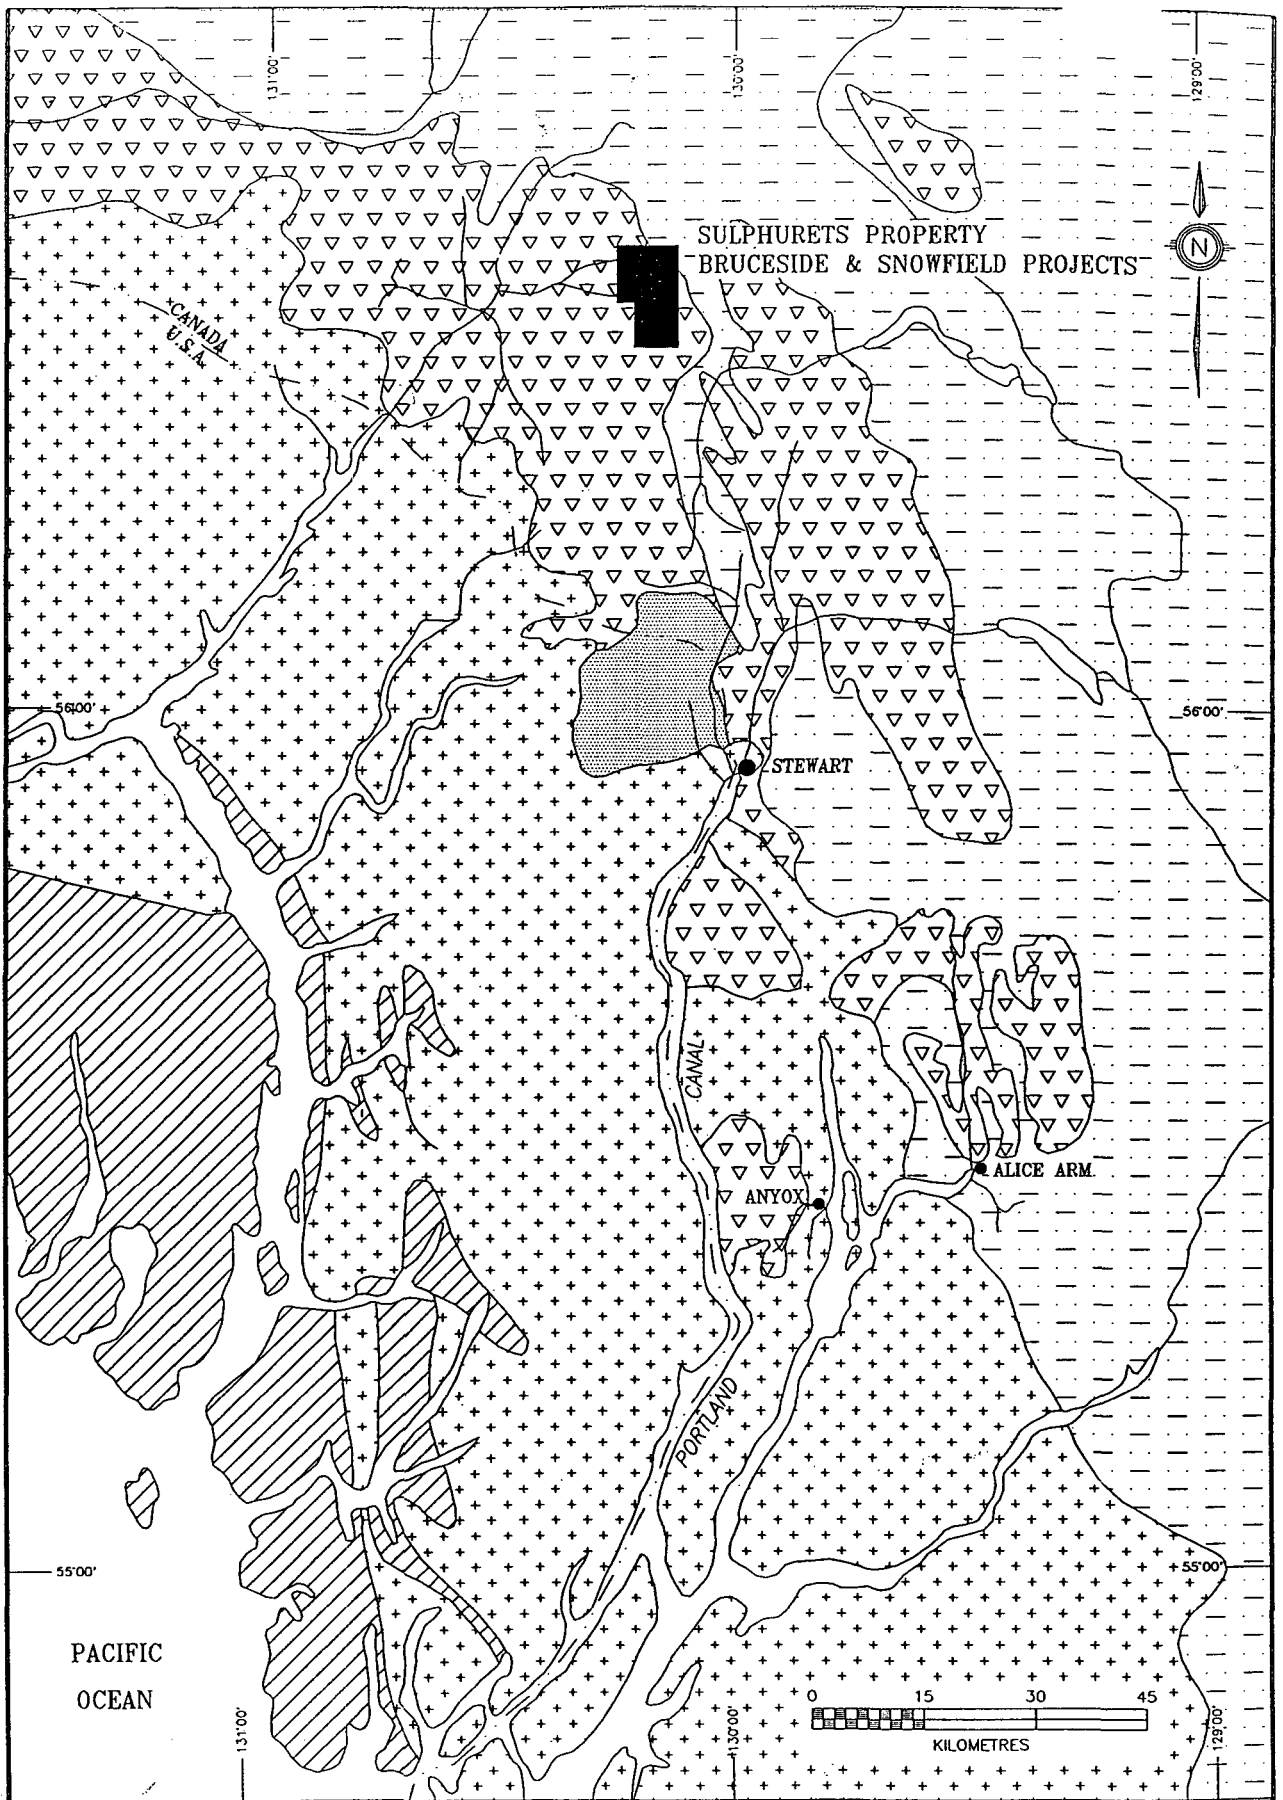 131°00'
130°00'
129°00'
SULPHURETS PROPERTY
BRUCESIDE & SNOWFIELD PROJECTS
N
CANADA
U.S.A.
56°00'
56°00'
STEWART
CANAL
ALICE ARM
ANYOX
PORTLAND
55°00'
55°00'
PACIFIC
OCEAN
0 15 30 45
KILOMETRES
131°00'
130°00'
129°00'